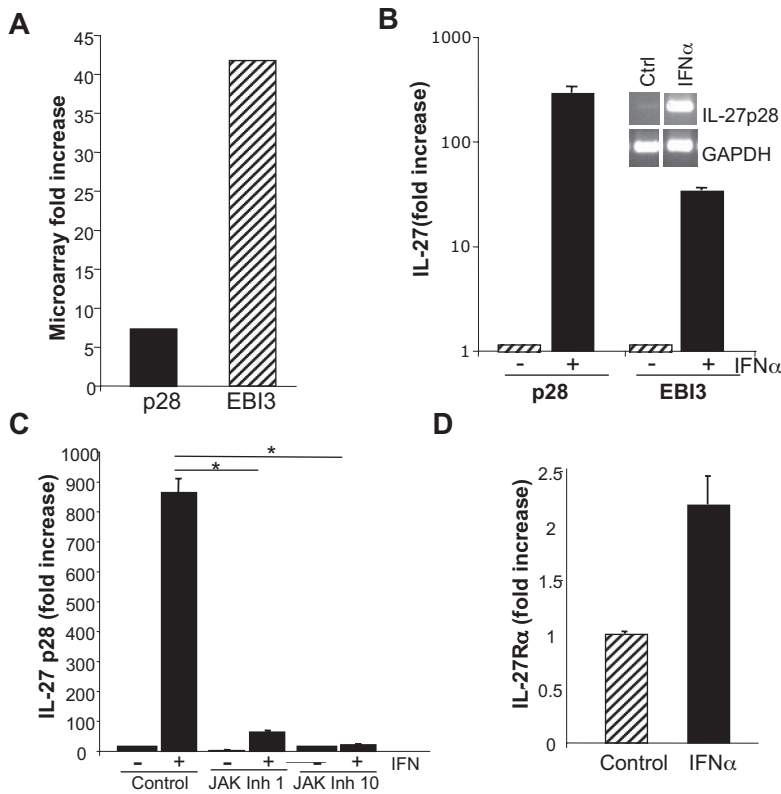 A
Microarray fold increase
45
40
35
30
25
20
15
10
5
0
p28
EBI3
B
IL-27(fold increase)
1000
100
10
1
Ctrl
IFNα
IL-27p28
GAPDH
- + - + IFNα
p28
EBI3
C
IL-27 p28 (fold increase)
1000
900
800
700
600
500
400
300
200
100
0
*
*
- + - + - + IFN
Control
JAK Inh 1
JAK Inh 10
D
IL-27Rα (fold increase)
2.5
2
1.5
1
0.5
0
Control
IFNα